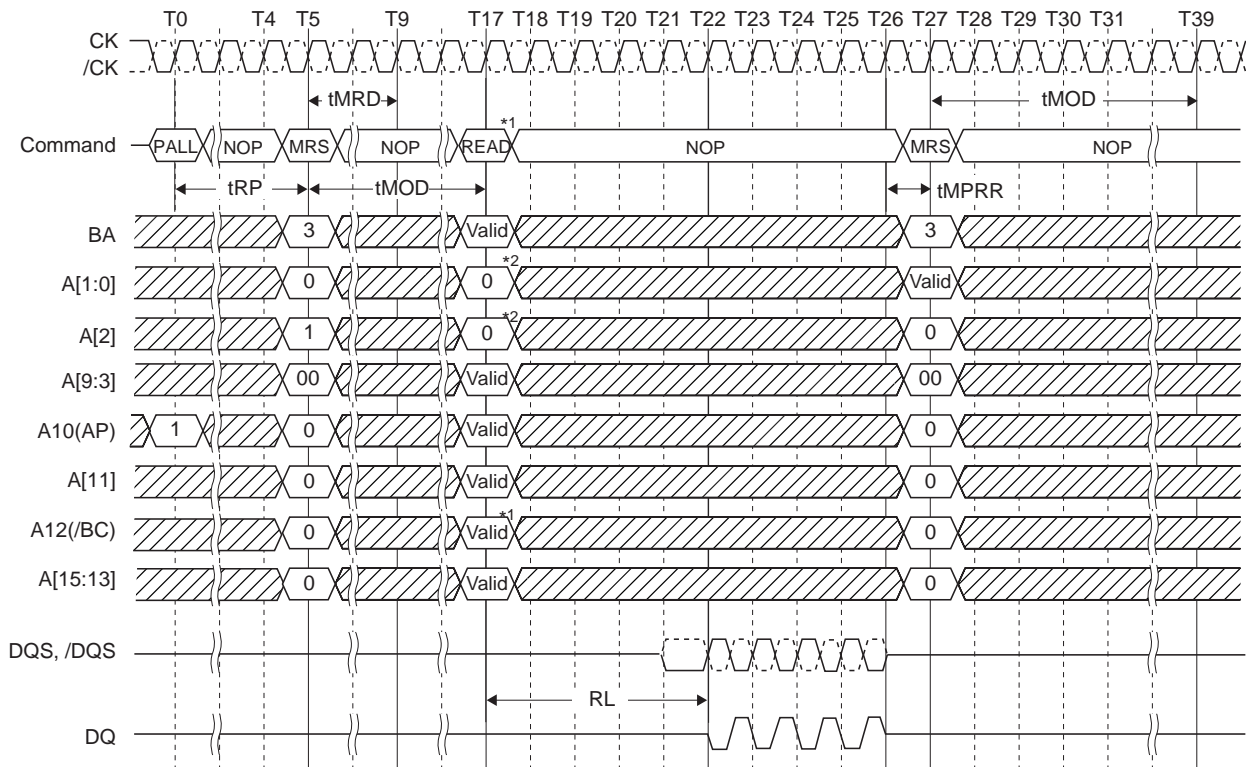 T0 T4 T5 T9 T17 T18 T19 T20 T21 T22 T23 T24 T25 T26 T27 T28 T29 T30 T31 T39
CK
/CK
tMRD tMOD
Command PALL NOP MRS NOP READ *1 NOP MRS NOP
tRP tMOD tMPRR
BA 3 Valid 3
A[1:0] 0 0 *2 Valid
A[2] 1 0 *2 0
A[9:3] 00 Valid 00
A10(AP) 1 0 Valid 0
A[11] 0 Valid 0
A12(/BC) 0 Valid *1 0
A[15:13] 0 Valid 0
DQS, /DQS
RL
DQ